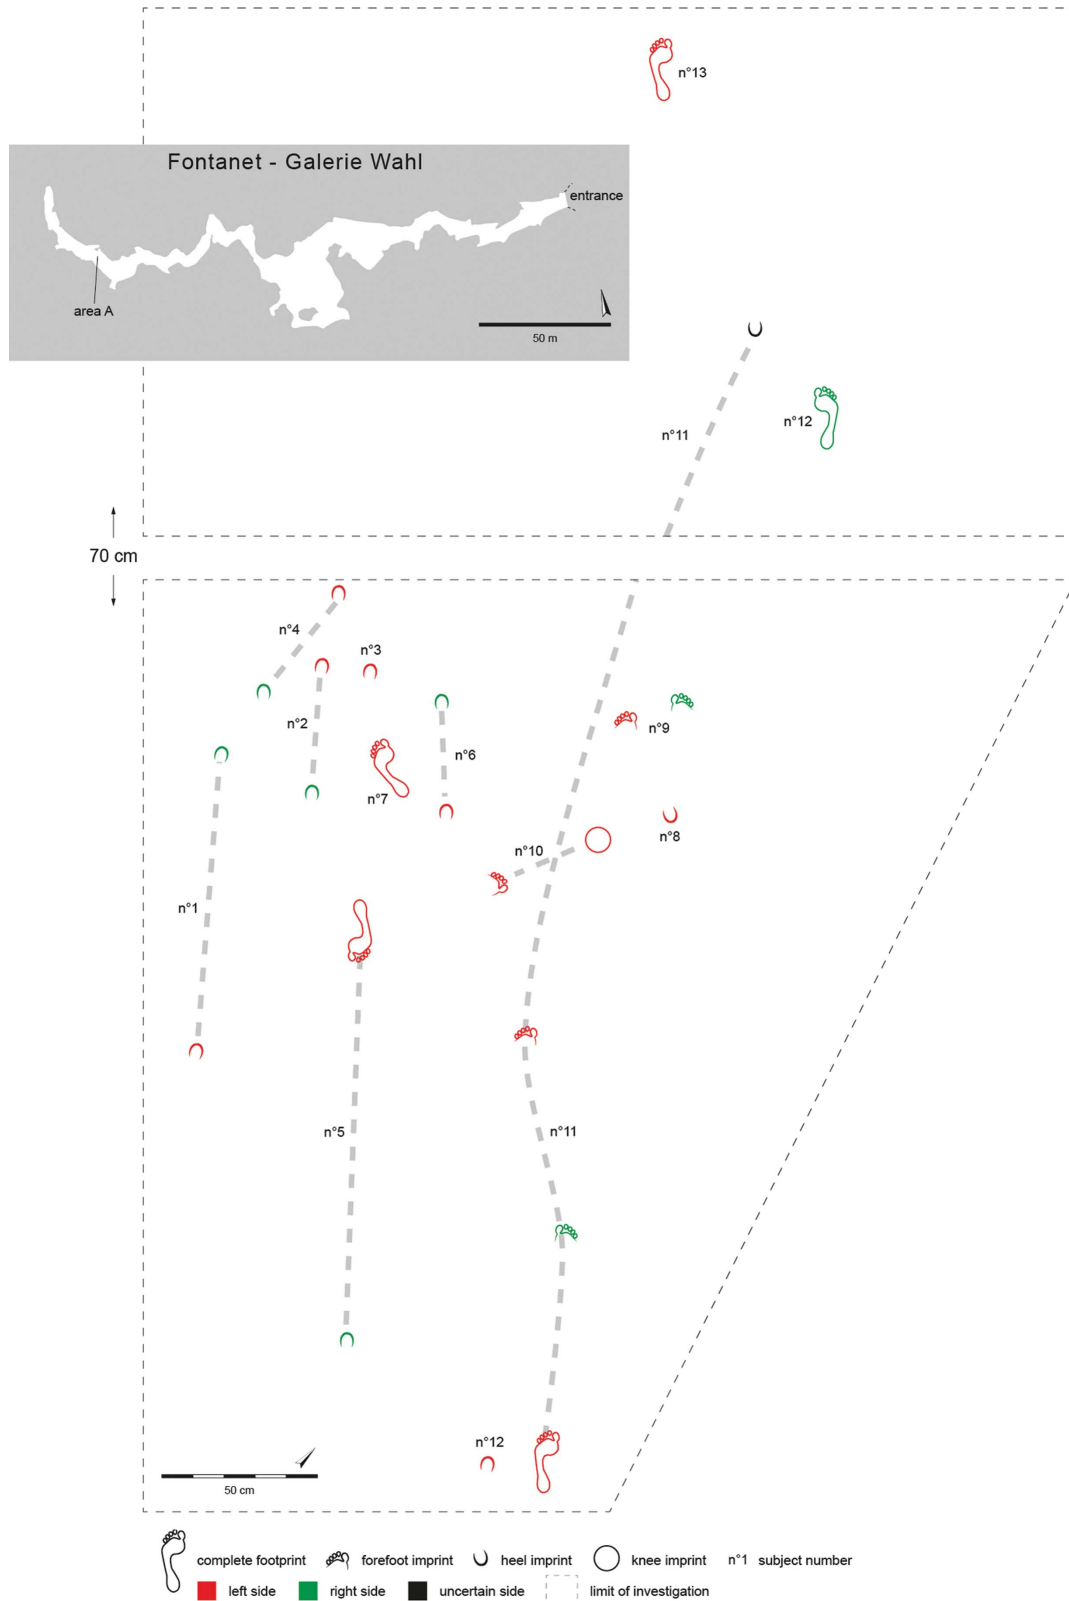 n°13
Fontanet - Galerie Wahl
entrance
area A
50 m
n°12
n°11
70 cm
n°4
n°3
n°2
n°6
n°9
n°7
n°8
n°10
n°1
n°5
n°11
n°12
50 cm
complete footprint forefoot imprint heel imprint knee imprint n°1 subject number
left side right side uncertain side limit of investigation